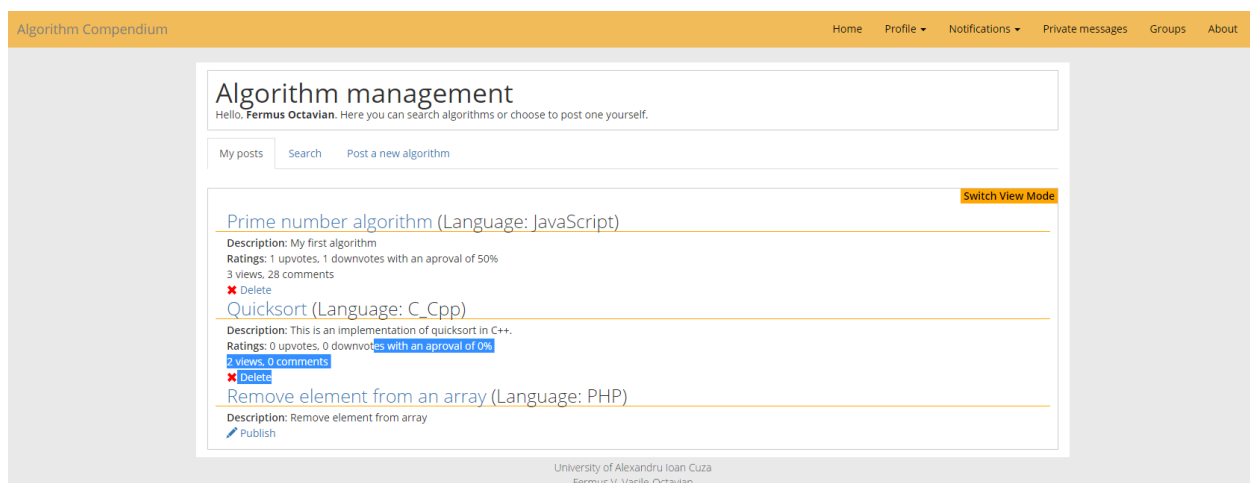 Algorithm Compendium Home Profile Notifications Private messages Groups About
Algorithm management
Hello, Fermus Octavian. Here you can search algorithms or choose to post one yourself.
My posts Search Post a new algorithm
Switch View Mode
Prime number algorithm (Language: JavaScript)
Description: My first algorithm
Ratings: 1 upvotes, 1 downvotes with an aproval of 50%
3 views, 28 comments
Delete
Quicksort (Language: C_Cpp)
Description: This is an implementation of quicksort in C++.
Ratings: 0 upvotes, 0 downvotes with an aproval of 0%
2 views, 0 comments
Delete
Remove element from an array (Language: PHP)
Description: Remove element from array
Publish
University of Alexandru Ioan Cuza
Fermus V. Vasile-Octavian